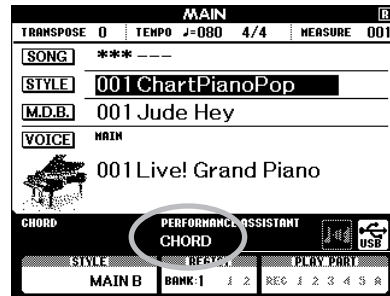 MAIN
TRANSPOSE 0 TEMPO ♩=080 4/4 MEASURE 001
SONG *** ---
STYLE 001 ChartPianoPop
M.D.B. 001 Jude Hey
VOICE MAIN
001 Live! Grand Piano
CHORD PERFORMANCE ASSISTANT
CHORD
USB
STYLE REGIST PLAY PART
MAIN B BANK:1 1 2 REC 1 2 3 4 5 A